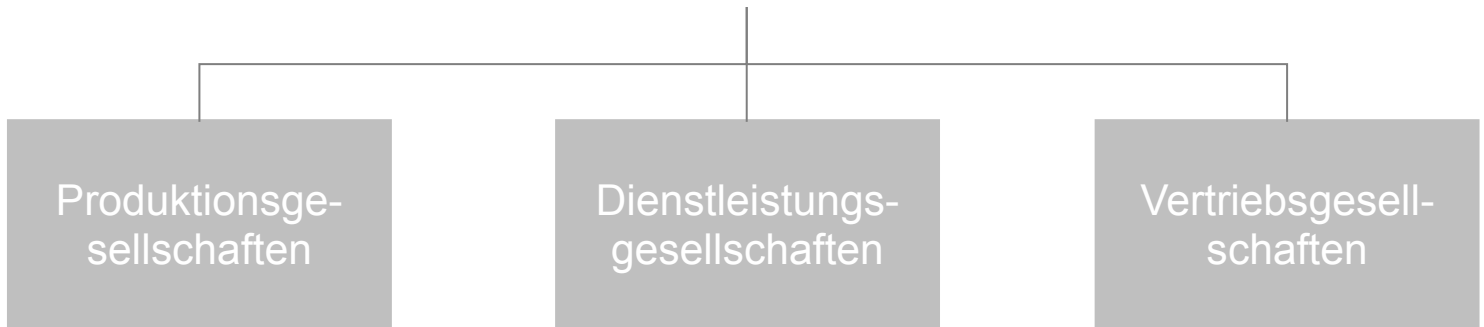 Produktionsge-
sellschaften
Dienstleistungs-
gesellschaften
Vertriebsgesell-
schaften